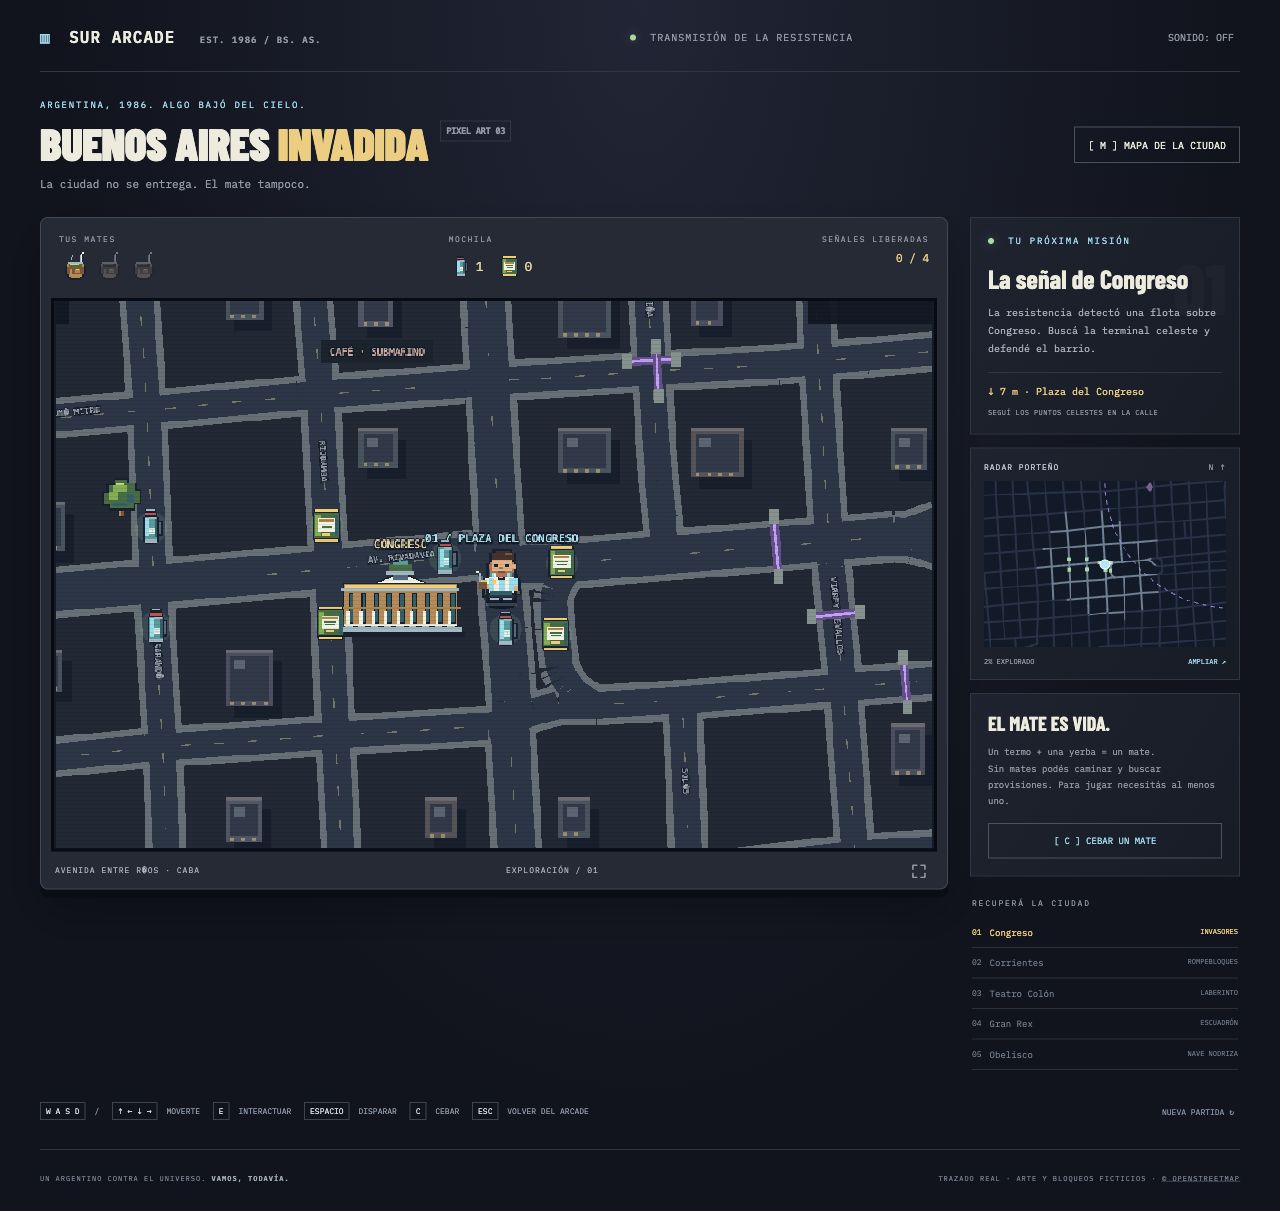 SUR ARCADE
EST. 1986 / BS. AS.
TRANSMISIÓN DE LA RESISTENCIA
SONIDO: OFF
ARGENTINA, 1986. ALGO BAJÓ DEL CIELO.
BUENOS AIRES INVADIDA
PIXEL ART 03
[ M ] MAPA DE LA CIUDAD
La ciudad no se entrega. El mate tampoco.
TUS MATES
MOCHILA
1
0
SEÑALES LIBERADAS
0 / 4
CAFÉ · SUBMARINO
RIOBAMBA
CONGRESO
01 / PLAZA DEL CONGRESO
AV. RIVADAVIA
SARANDÍ
SOLÍS
AVENIDA ENTRE R�OS · CABA
EXPLORACIÓN / 01
TU PRÓXIMA MISIÓN
01
La señal de Congreso
La resistencia detectó una flota sobre
Congreso. Buscá la terminal celeste y
defendé el barrio.
↓ 7 m · Plaza del Congreso
SEGUÍ LOS PUNTOS CELESTES EN LA CALLE
RADAR PORTEÑO
N ↑
2% EXPLORADO
AMPLIAR ↗
EL MATE ES VIDA.
Un termo + una yerba = un mate.
Sin mates podés caminar y buscar
provisiones. Para jugar necesitás al menos
uno.
[ C ] CEBAR UN MATE
RECUPERÁ LA CIUDAD
01 Congreso INVASORES
02 Corrientes ROMPEBLOQUES
03 Teatro Colón LABERINTO
04 Gran Rex ESCUADRÓN
05 Obelisco NAVE NODRIZA
W A S D / ↑ ← ↓ → MOVERTE E INTERACTUAR ESPACIO DISPARAR C CEBAR ESC VOLVER DEL ARCADE
NUEVA PARTIDA ↻
UN ARGENTINO CONTRA EL UNIVERSO. VAMOS, TODAVÍA.
TRAZADO REAL · ARTE Y BLOQUEOS FICTICIOS · © OPENSTREETMAP